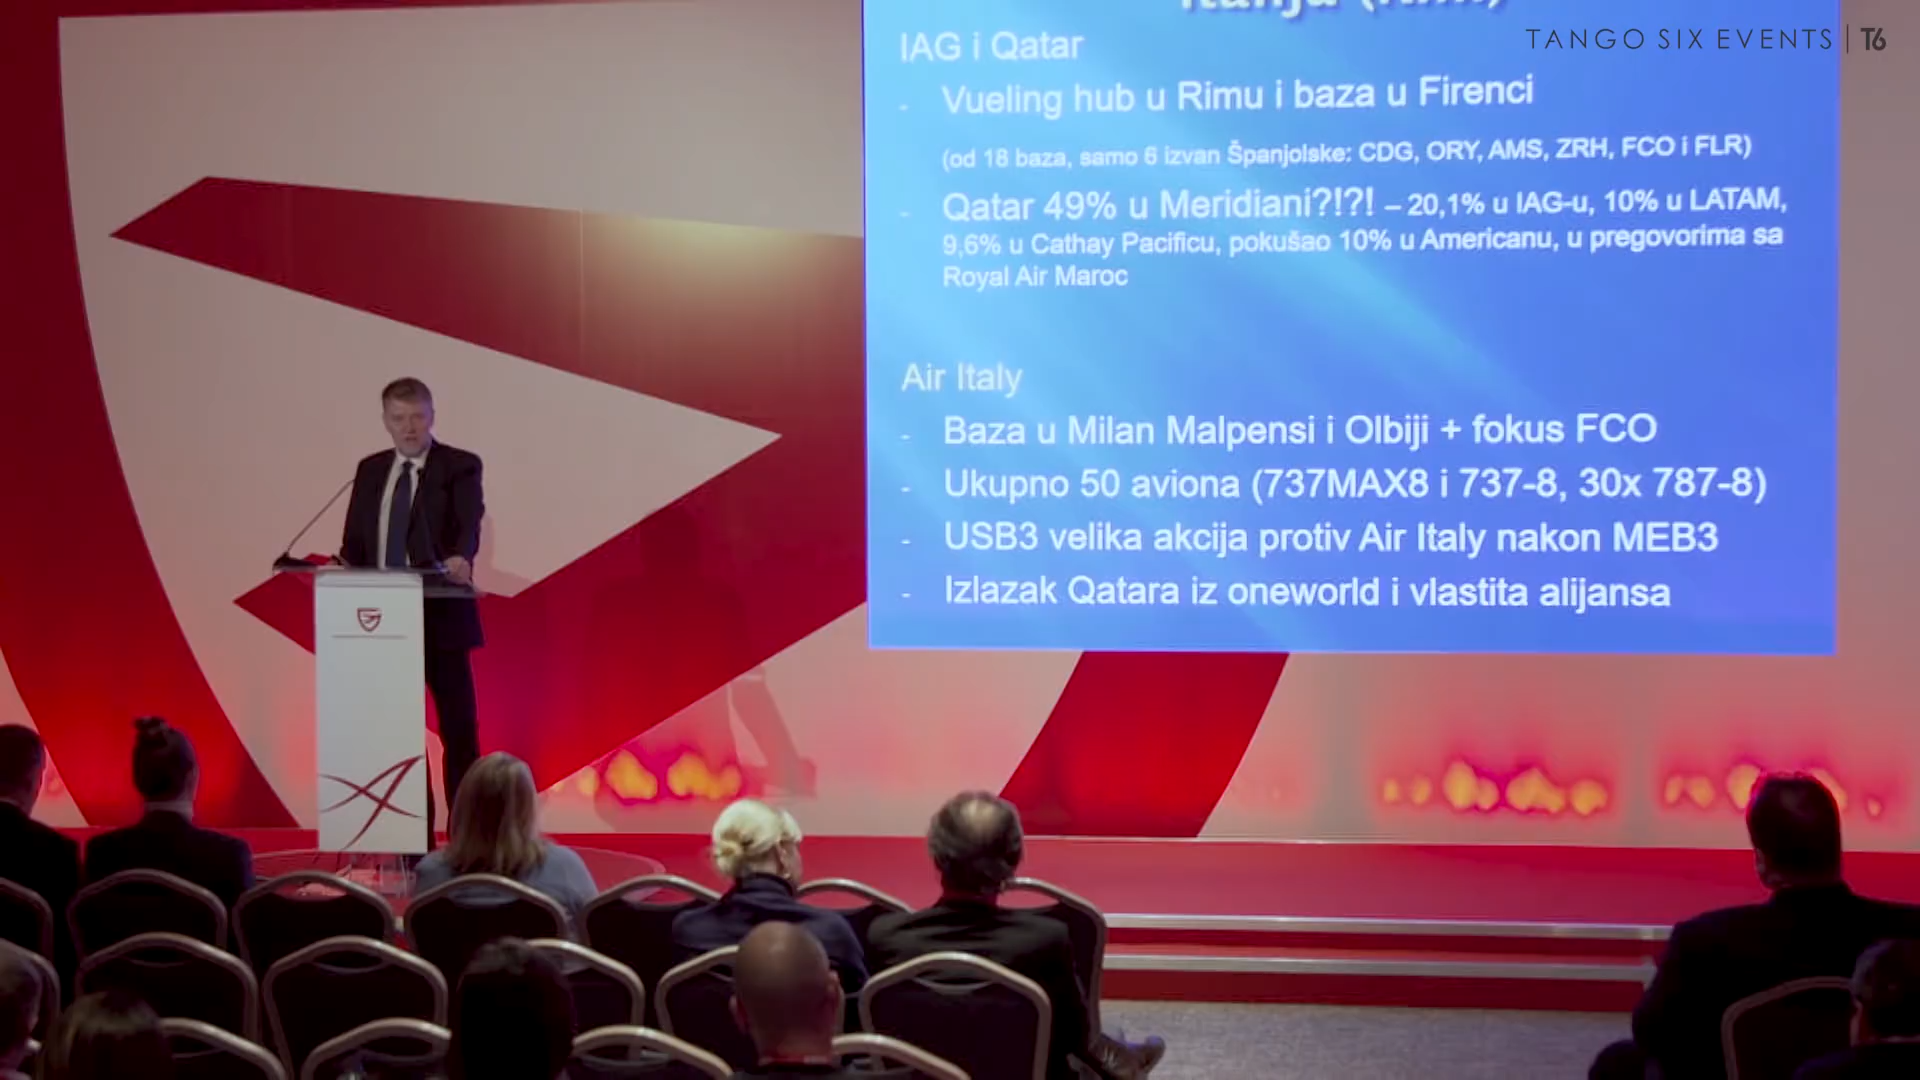 TANGO SIX EVENTS | T6
IAG i Qatar
- Vueling hub u Rimu i baza u Firenci
(od 18 baza, samo 6 izvan Španjolske: CDG, ORY, AMS, ZRH, FCO i FLR)
- Qatar 49% u Meridiani?!?! – 20,1% u IAG-u, 10% u LATAM,
9,6% u Cathay Pacificu, pokušao 10% u Americanu, u pregovorima sa
Royal Air Maroc
Air Italy
- Baza u Milan Malpensi i Olbiji + fokus FCO
- Ukupno 50 aviona (737MAX8 i 737-8, 30x 787-8)
- USB3 velika akcija protiv Air Italy nakon MEB3
- Izlazak Qatara iz oneworld i vlastita alijansa